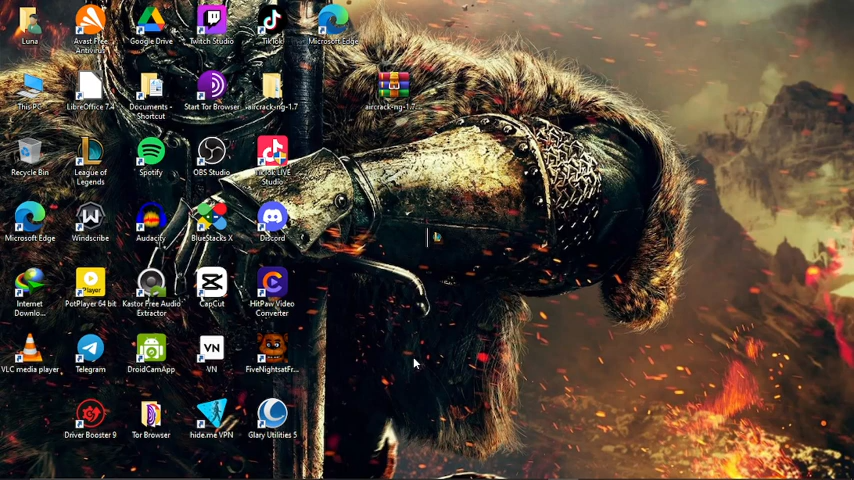 Luna
Avast Free
Antivirus
Google Drive
Twitch Studio
TikTok
Microsoft Edge
This PC
LibreOffice 7.4
Documents -
Shortcut
Start Tor Browser
aircrack-ng-1.7
aircrack-ng-1.7...
Recycle Bin
League of
Legends
Spotify
OBS Studio
TikTok LIVE
Studio
Microsoft Edge
Windscribe
Audacity
BlueStacks X
Discord
Internet
Downlo...
Player
PotPlayer 64 bit
Kastor Free Audio
Extractor
CapCut
HitPaw Video
Converter
VLC media player
Telegram
DroidCamApp
VN
VN
FiveNightsatFr...
Driver Booster 9
Tor Browser
hide.me VPN
Glary Utilities 5